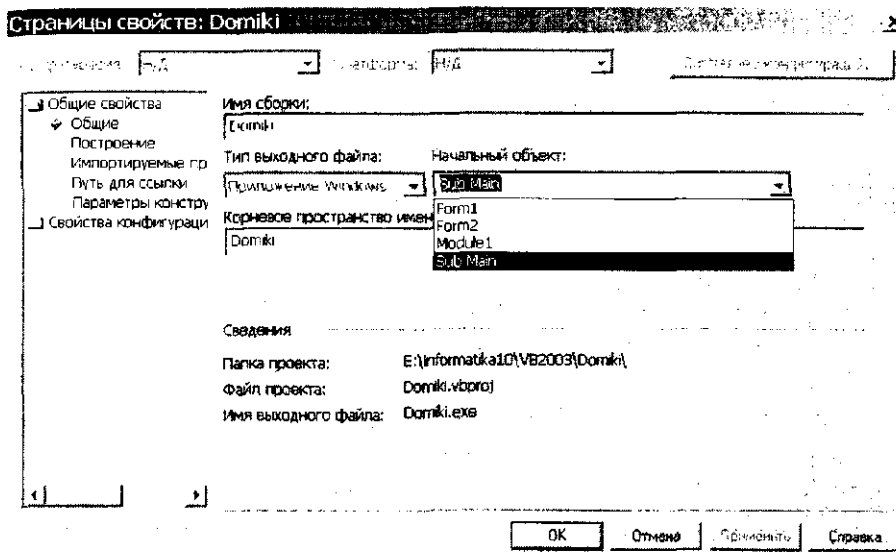 Страницы свойств: Domiki
Н/Д Н/Д
Общие свойства
Общие
Построение
Импортируемые пр
Путь для ссылки
Параметры констру
Свойства конфигураци
Имя сборки:
Domiki
Тип выходного файла: Начальный объект:
Приложение Windows Sub Main
Form1
Form2
Module1
Sub Main
Корневое пространство имен
Domiki
Сведения
Папка проекта: E:\Informatika10\VB2003\Domiki\
Файл проекта: Domiki.vbproj
Имя выходного файла: Domiki.exe
OK Отмена Применить Справка